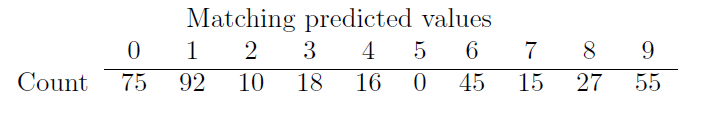 Matching predicted values
0 1 2 3 4 5 6 7 8 9
Count 75 92 10 18 16 0 45 15 27 55